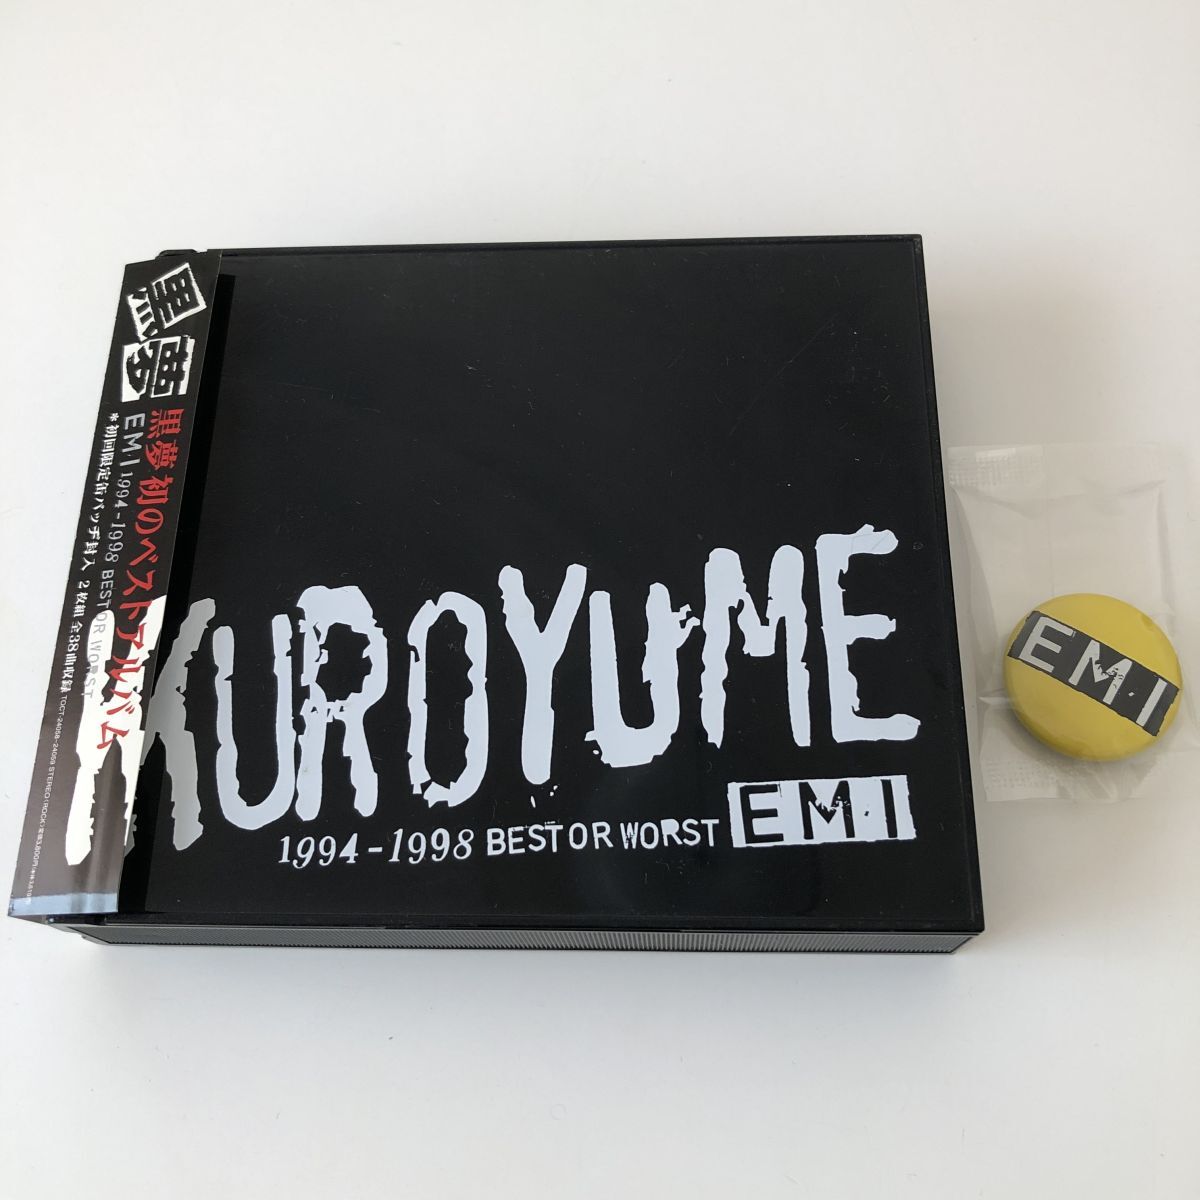 黒夢
黒夢 初のベストアルバム
EMI 1994-1998 BEST OR WORST
*初回限定缶バッヂ封入 2枚組 全38曲収録
KUROYUME
1994-1998 BEST OR WORST EMI
EMI